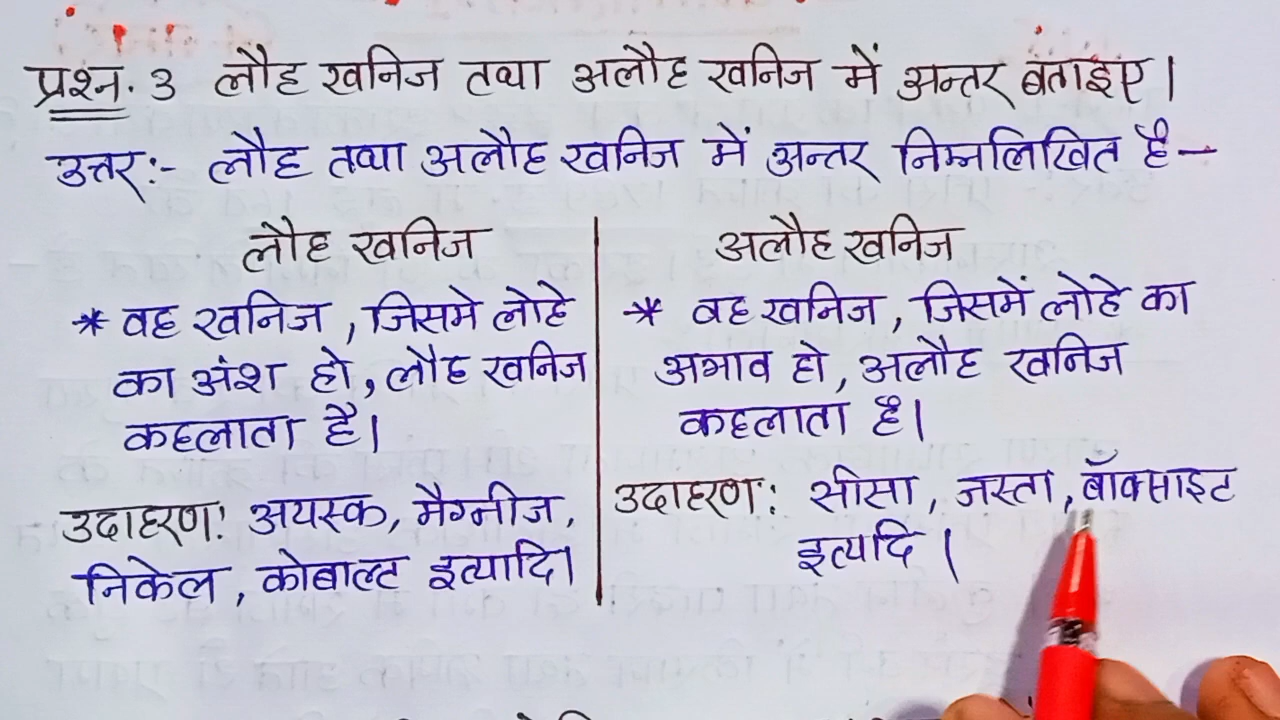 प्रश्न. 3 लौह खनिज तथा अलौह खनिज में अन्तर बताइए।
उत्तर:- लौह तथा अलौह खनिज में अन्तर निम्नलिखित है –
लौह खनिज
* वह खनिज, जिसमे लोहे
का अंश हो, लौह खनिज
कहलाता है।
उदाहरण: अयस्क, मैग्नीज,
निकेल, कोबाल्ट इत्यादि।
अलौह खनिज
* वह खनिज, जिसमें लोहे का
अभाव हो, अलौह खनिज
कहलाता है।
उदाहरण: सीसा, जस्ता, बॉक्साइट
इत्यादि।